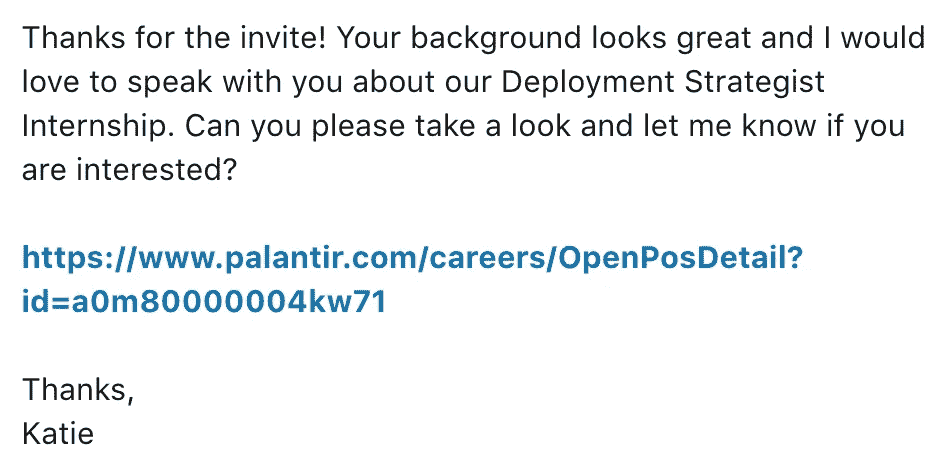 Thanks for the invite! Your background looks great and I would
love to speak with you about our Deployment Strategist
Internship. Can you please take a look and let me know if you
are interested?
https://www.palantir.com/careers/OpenPosDetail?
id=a0m80000004kw71
Thanks,
Katie